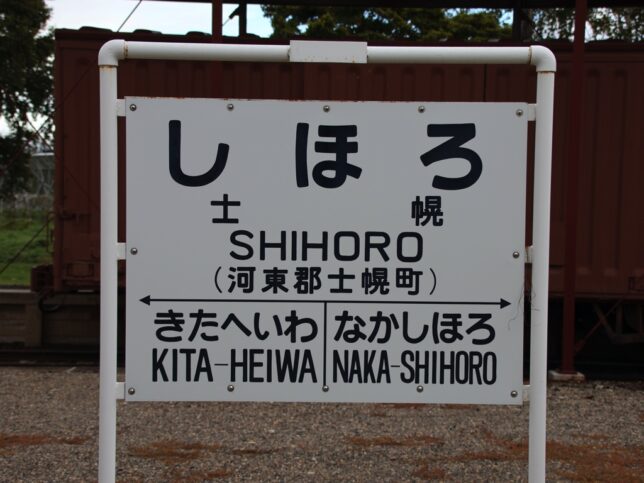 しほろ
士幌
SHIHORO
(河東郡士幌町)
きたへいわ なかしほろ
KITA-HEIWA NAKA-SHIHORO